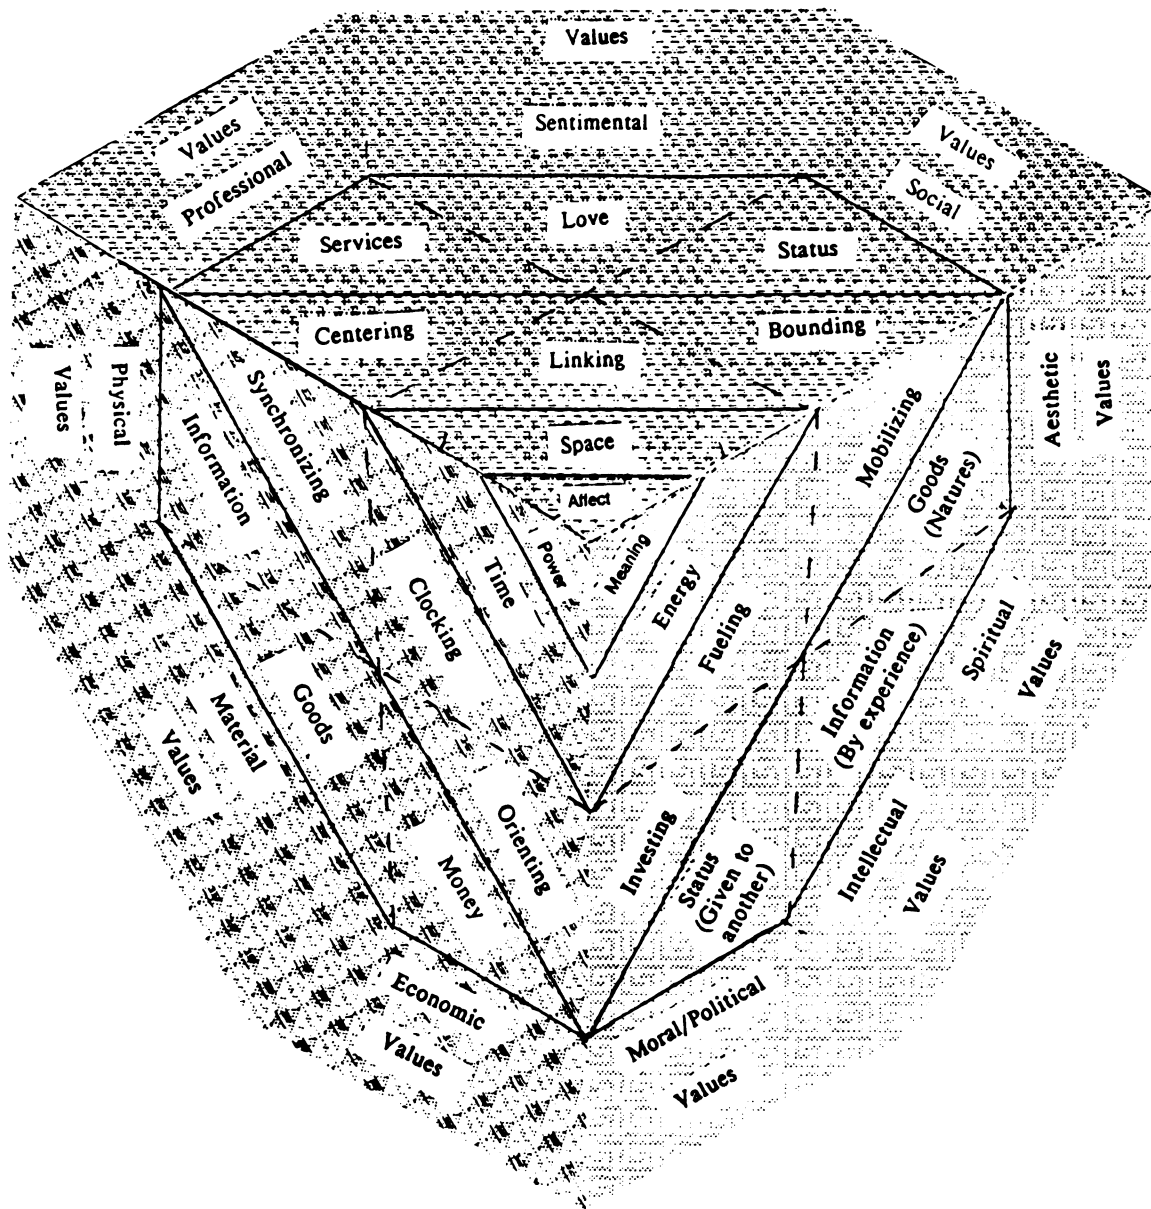 Values
Sentimental
Values
Professional
Values
Social
Love
Services
Status
Centering
Linking
Bounding
Space
Affect
Power
Meaning
Physical
Values
Information
Synchronizing
Clocking
Time
Goods
Material
Values
Orienting
Money
Economic
Values
Energy
Fueling
Mobilizing
Investing
Goods
(Natures)
Information
(By experience)
Status
(Given to
another)
Aesthetic
Values
Spiritual
Values
Intellectual
Values
Moral/Political
Values